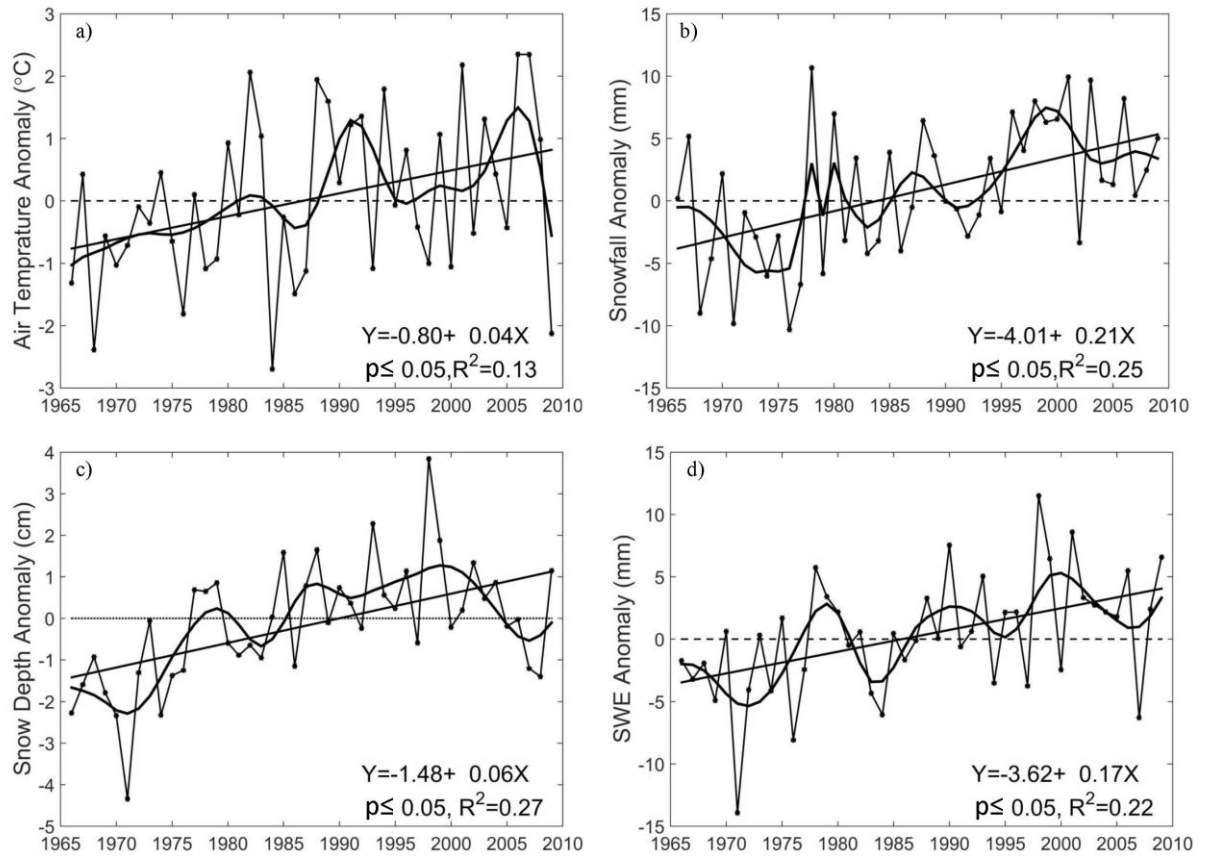 a)
Air Temprature Anomaly (°C)
3
2
1
0
-1
-2
-3
Y=-0.80+ 0.04X
p≤ 0.05,R²=0.13
1965 1970 1975 1980 1985 1990 1995 2000 2005 2010
b)
Snowfall Anomaly (mm)
15
10
5
0
-5
-10
-15
Y=-4.01+ 0.21X
p≤ 0.05,R²=0.25
1965 1970 1975 1980 1985 1990 1995 2000 2005 2010
c)
Snow Depth Anomaly (cm)
4
3
2
1
0
-1
-2
-3
-4
-5
Y=-1.48+ 0.06X
p≤ 0.05, R²=0.27
1965 1970 1975 1980 1985 1990 1995 2000 2005 2010
d)
SWE Anomaly (mm)
15
10
5
0
-5
-10
-15
Y=-3.62+ 0.17X
p≤ 0.05, R²=0.22
1965 1970 1975 1980 1985 1990 1995 2000 2005 2010